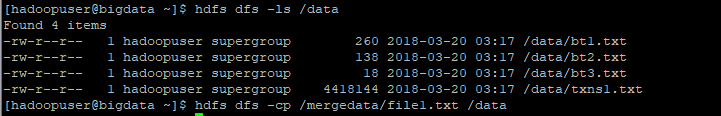 [hadoopuser@bigdata ~]$ hdfs dfs -ls /data
Found 4 items
-rw-r--r--   1 hadoopuser supergroup        260 2018-03-20 03:17 /data/bt1.txt
-rw-r--r--   1 hadoopuser supergroup        138 2018-03-20 03:17 /data/bt2.txt
-rw-r--r--   1 hadoopuser supergroup         18 2018-03-20 03:17 /data/bt3.txt
-rw-r--r--   1 hadoopuser supergroup    4418144 2018-03-20 03:17 /data/txns1.txt
[hadoopuser@bigdata ~]$ hdfs dfs -cp /mergedata/file1.txt /data